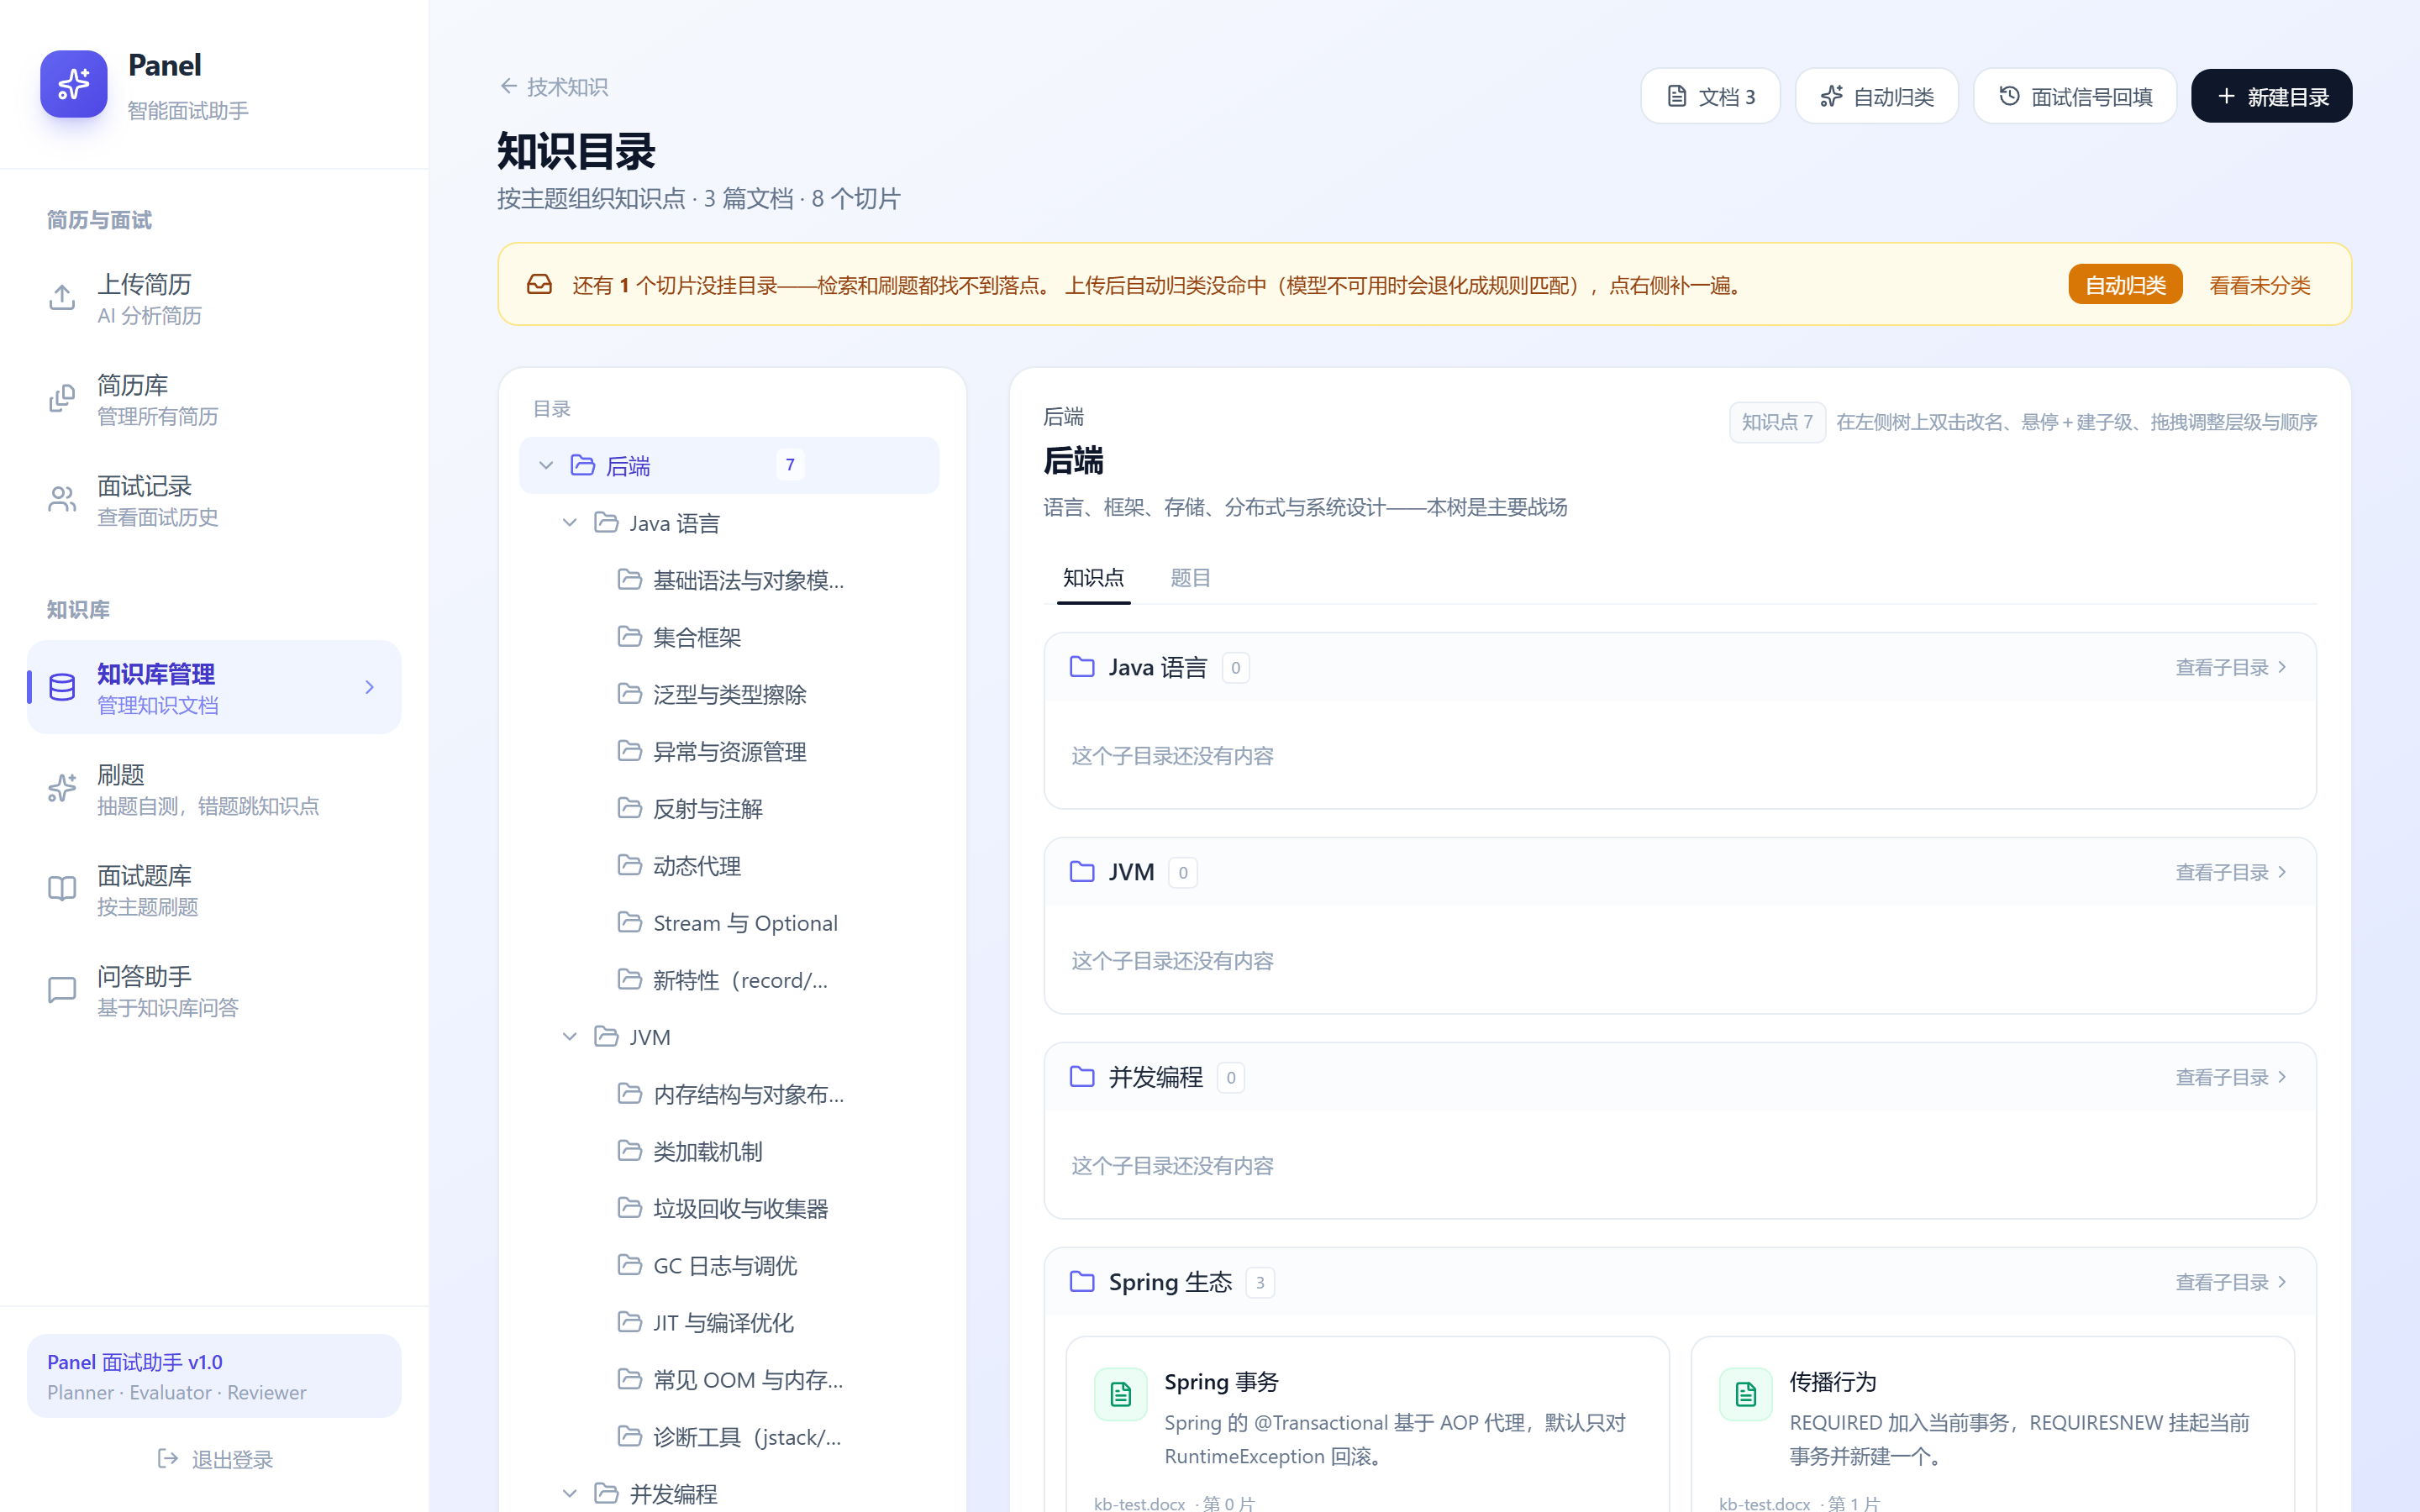 Panel
智能面试助手
简历与面试
上传简历
AI 分析简历
简历库
管理所有简历
面试记录
查看面试历史
知识库
知识库管理
管理知识文档
刷题
抽题自测，错题跳知识点
面试题库
按主题刷题
问答助手
基于知识库问答
Panel 面试助手 v1.0
Planner · Evaluator · Reviewer
退出登录
技术知识
知识目录
按主题组织知识点 · 3 篇文档 · 8 个切片
文档 3
自动归类
面试信号回填
新建目录
还有 1 个切片没挂目录——检索和刷题都找不到落点。 上传后自动归类没命中（模型不可用时会退化成规则匹配），点右侧补一遍。
自动归类
看看未分类
目录
后端 7
Java 语言
基础语法与对象模...
集合框架
泛型与类型擦除
异常与资源管理
反射与注解
动态代理
Stream 与 Optional
新特性（record/...
JVM
内存结构与对象布...
类加载机制
垃圾回收与收集器
GC 日志与调优
JIT 与编译优化
常见 OOM 与内存...
诊断工具（jstack/...
并发编程
后端
后端
语言、框架、存储、分布式与系统设计——本树是主要战场
知识点 7
在左侧树上双击改名、悬停 + 建子级、拖拽调整层级与顺序
知识点
题目
Java 语言 0
查看子目录
这个子目录还没有内容
JVM 0
查看子目录
这个子目录还没有内容
并发编程 0
查看子目录
这个子目录还没有内容
Spring 生态 3
查看子目录
Spring 事务
Spring 的 @Transactional 基于 AOP 代理，默认只对
RuntimeException 回滚。
kb-test.docx · 第 0 片
传播行为
REQUIRED 加入当前事务，REQUIRESNEW 挂起当前
事务并新建一个。
kb-test.docx · 第 1 片